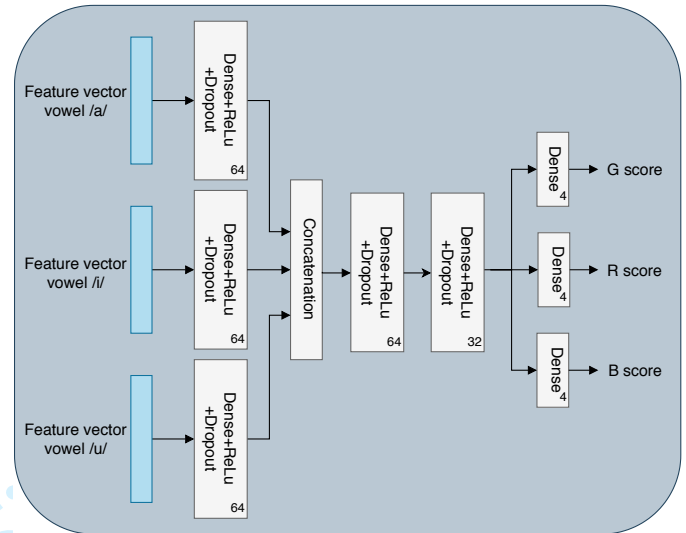 Feature vector
vowel /a/
Dense+ReLu
+Dropout
64
Feature vector
vowel /i/
Dense+ReLu
+Dropout
64
Feature vector
vowel /u/
Dense+ReLu
+Dropout
64
Concatenation
Dense+ReLu
+Dropout
64
Dense+ReLu
+Dropout
32
Dense
4
G score
Dense
4
R score
Dense
4
B score